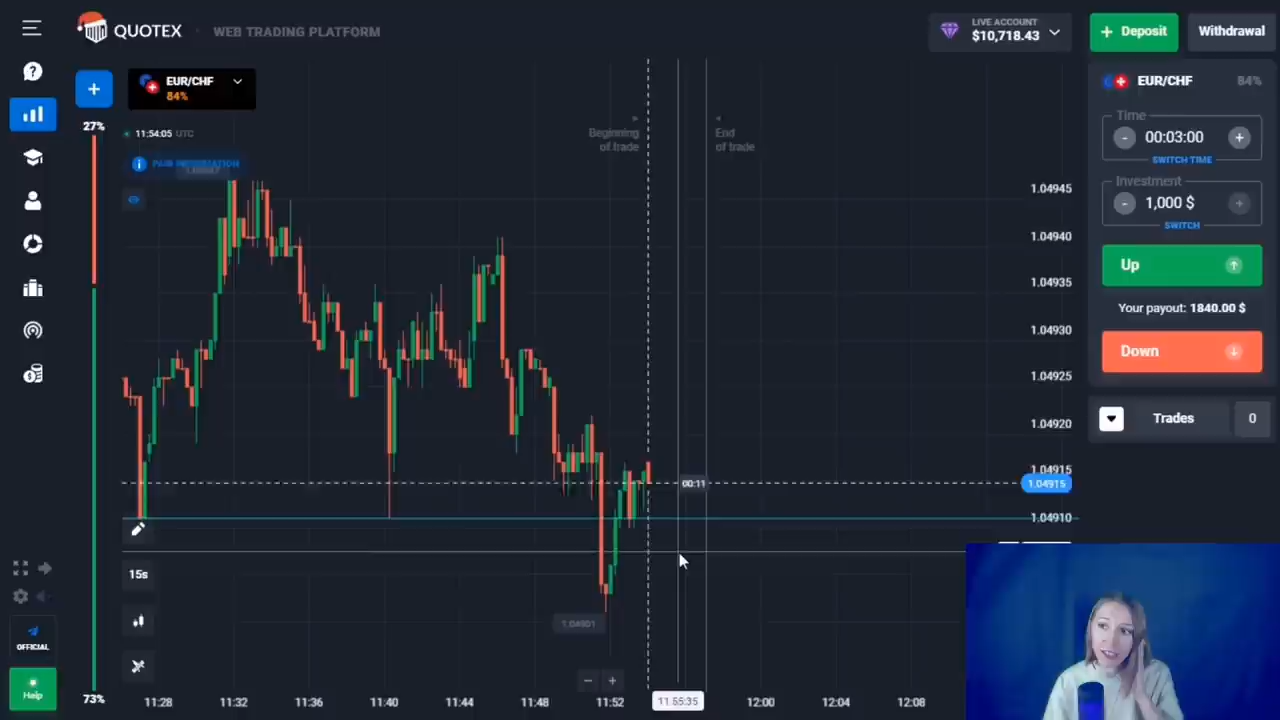 QUOTEX
WEB TRADING PLATFORM
LIVE ACCOUNT
$10,718.43
+ Deposit
Withdrawal
EUR/CHF
84%
27%
11:54:05 UTC
PAIR INFORMATION
Beginning
of trade
End
of trade
EUR/CHF
84%
Time
- 00:03:00 +
SWITCH TIME
Investment
- 1,000 $ +
SWITCH
Up
Your payout: 1840.00 $
Down
Trades
0
1.04945
1.04940
1.04935
1.04930
1.04925
1.04920
1.04915
00:11
1.04915
1.04910
15s
1.04901
OFFICIAL
Help
73%
- +
11:28
11:32
11:36
11:40
11:44
11:48
11:52
11:55:35
12:00
12:04
12:08